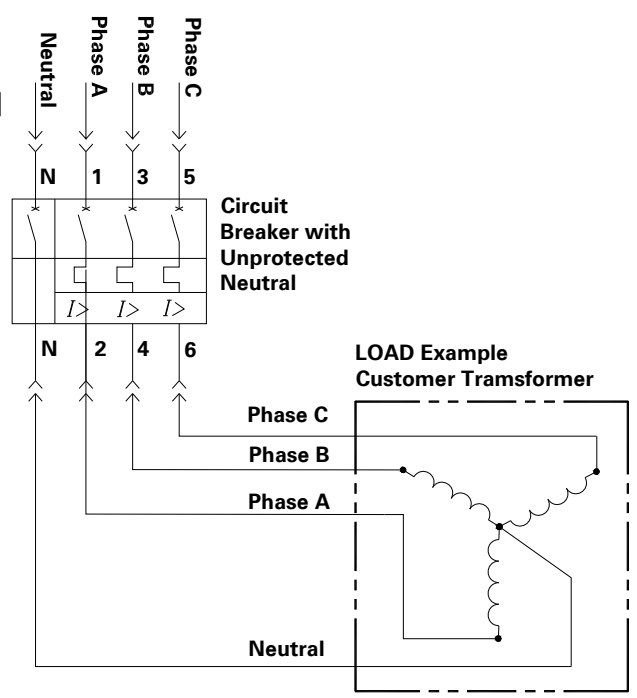 Neutral
Phase A
Phase B
Phase C
N 1 3 5
Circuit
Breaker with
Unprotected
Neutral
I> I> I>
N 2 4 6
LOAD Example
Customer Tramsformer
Phase C
Phase B
Phase A
Neutral